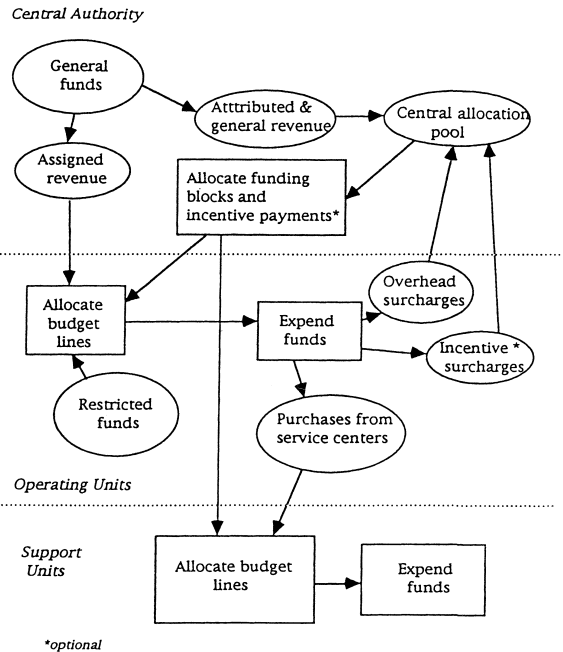 Central Authority
General
funds
Atttributed &
general revenue
Central allocation
pool
Assigned
revenue
Allocate funding
blocks and
incentive payments*
Overhead
surcharges
Allocate
budget
lines
Expend
funds
Incentive *
surcharges
Restricted
funds
Purchases from
service centers
Operating Units
Support
Units
Allocate budget
lines
Expend
funds
*optional